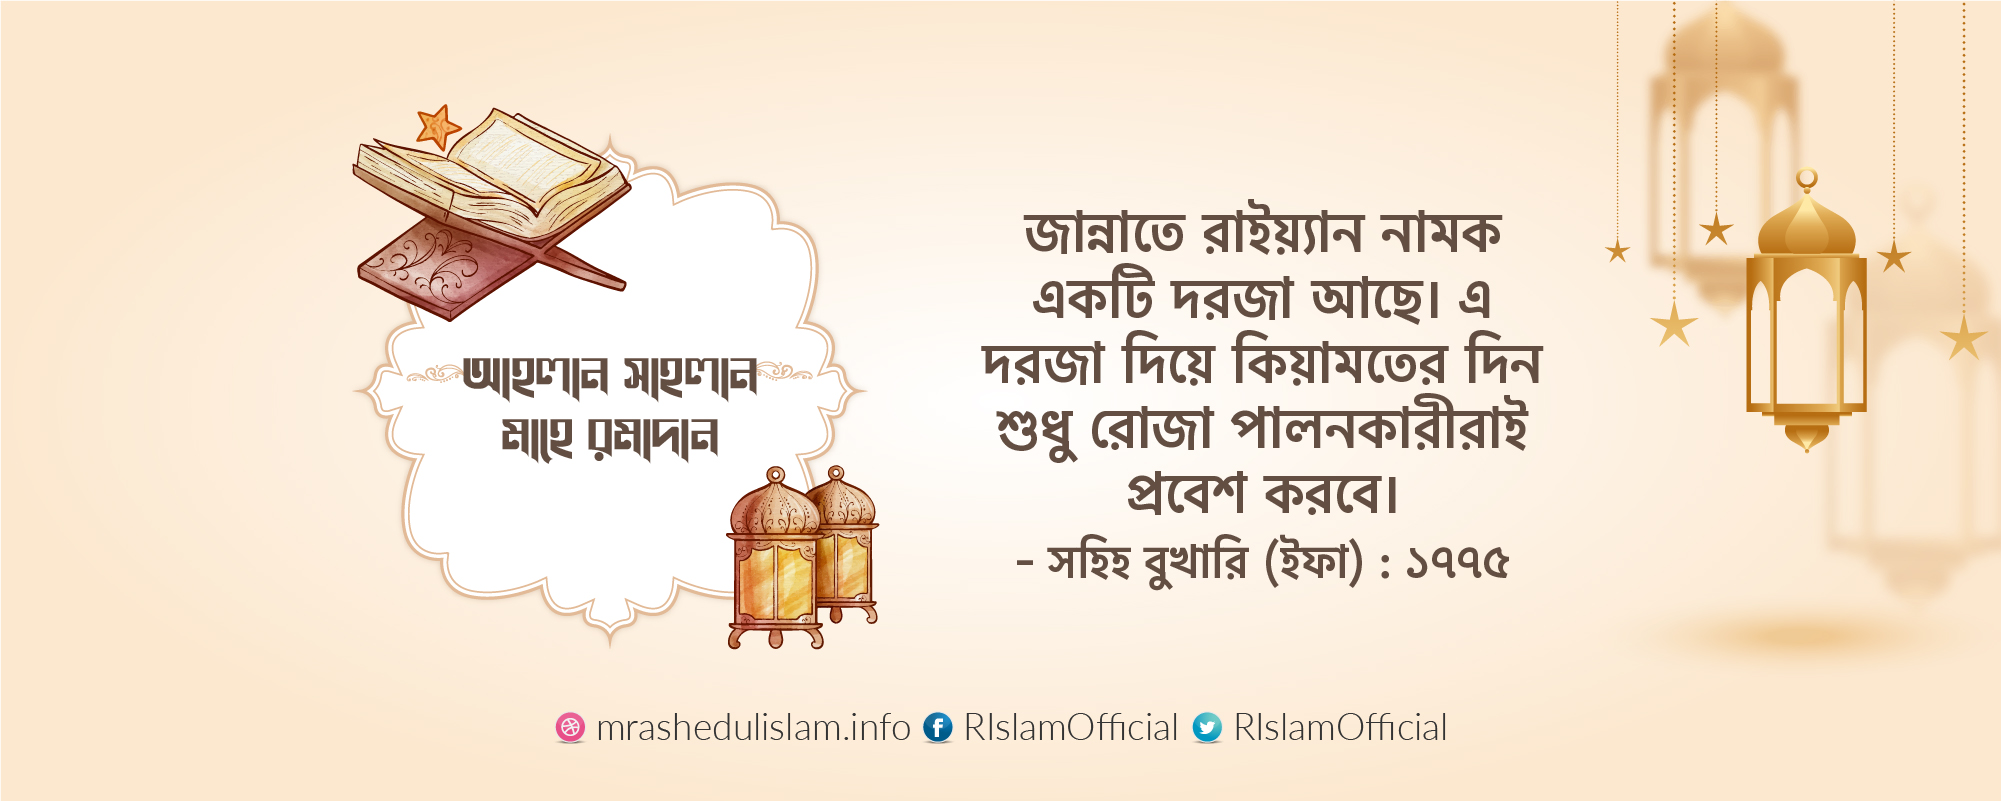 আহলান সাহলান
মাহে রমাদান
জান্নাতে রাইয়্যান নামক
একটি দরজা আছে। এ
দরজা দিয়ে কিয়ামতের দিন
শুধু রোজা পালনকারীরাই
প্রবেশ করবে।
- সহিহ বুখারি (ইফা) : ১৭৭৫
mrashedulislam.info RIslamOfficial RIslamOfficial